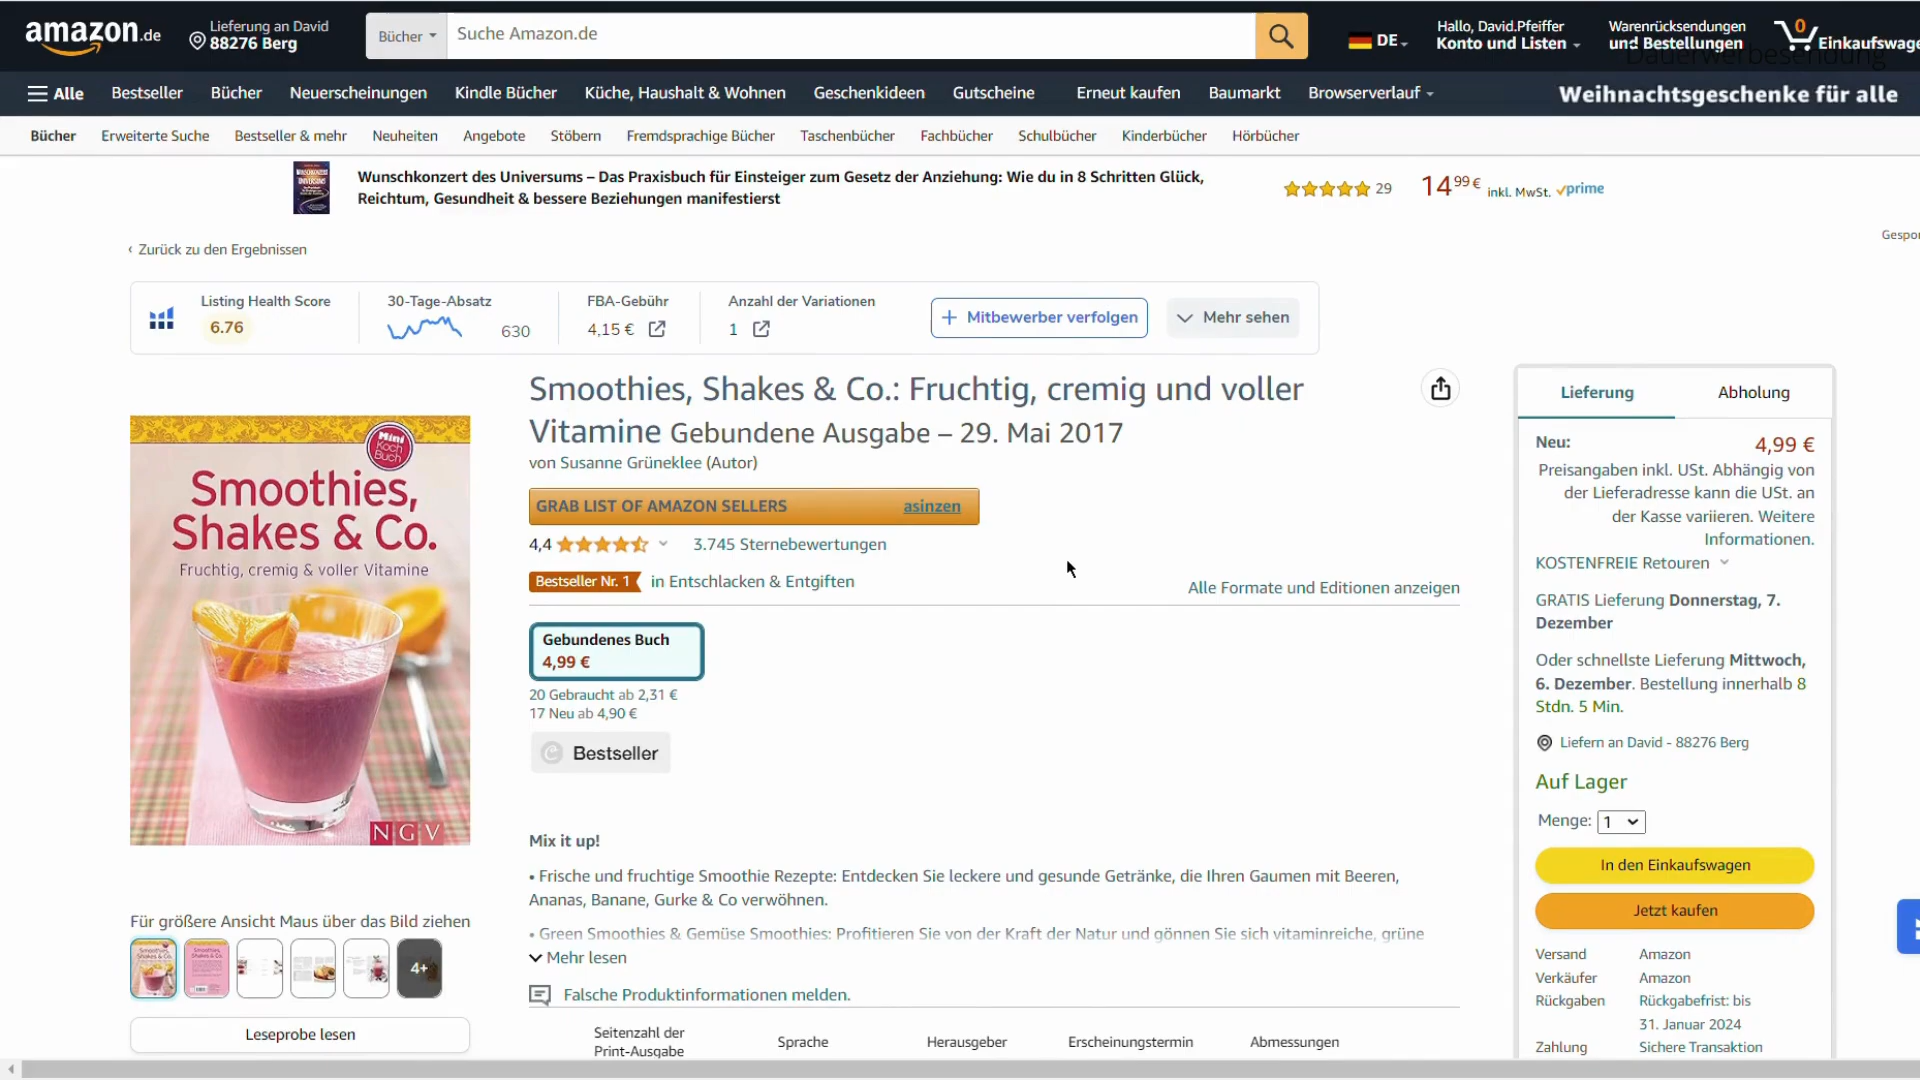 amazon.de
Lieferung an David
88276 Berg
Bücher
Suche Amazon.de
DE
Hallo, David.Pfeiffer
Konto und Listen
Warenrücksendungen
und Bestellungen
0
Einkaufswage
Dauerwerbesendung
Alle
Bestseller
Bücher
Neuerscheinungen
Kindle Bücher
Küche, Haushalt & Wohnen
Geschenkideen
Gutscheine
Erneut kaufen
Baumarkt
Browserverlauf
Weihnachtsgeschenke für alle
Bücher
Erweiterte Suche
Bestseller & mehr
Neuheiten
Angebote
Stöbern
Fremdsprachige Bücher
Taschenbücher
Fachbücher
Schulbücher
Kinderbücher
Hörbücher
Wunschkonzert des Universums – Das Praxisbuch für Einsteiger zum Gesetz der Anziehung: Wie du in 8 Schritten Glück,
Reichtum, Gesundheit & bessere Beziehungen manifestierst
29
14 99 € inkl. MwSt. prime
Gespon
‹ Zurück zu den Ergebnissen
Listing Health Score
6.76
30-Tage-Absatz
630
FBA-Gebühr
4,15 €
Anzahl der Variationen
1
+ Mitbewerber verfolgen
Mehr sehen
Smoothies, Shakes & Co.: Fruchtig, cremig und voller
Vitamine Gebundene Ausgabe – 29. Mai 2017
von Susanne Grüneklee (Autor)
GRAB LIST OF AMAZON SELLERS
asinzen
4,4
3.745 Sternebewertungen
Bestseller Nr. 1 in Entschlacken & Entgiften
Alle Formate und Editionen anzeigen
Gebundenes Buch
4,99 €
20 Gebraucht ab 2,31 €
17 Neu ab 4,90 €
Bestseller
Mix it up!
• Frische und fruchtige Smoothie Rezepte: Entdecken Sie leckere und gesunde Getränke, die Ihren Gaumen mit Beeren,
Ananas, Banane, Gurke & Co verwöhnen.
• Green Smoothies & Gemüse Smoothies: Profitieren Sie von der Kraft der Natur und gönnen Sie sich vitaminreiche, grüne
Mehr lesen
Falsche Produktinformationen melden.
Seitenzahl der
Print-Ausgabe
Sprache
Herausgeber
Erscheinungstermin
Abmessungen
Mini
Koch
Buch
Smoothies,
Shakes & Co.
Fruchtig, cremig & voller Vitamine
NGV
Für größere Ansicht Maus über das Bild ziehen
4+
Leseprobe lesen
Lieferung
Abholung
Neu:
4,99 €
Preisangaben inkl. USt. Abhängig von
der Lieferadresse kann die USt. an
der Kasse variieren. Weitere
Informationen.
KOSTENFREIE Retouren
GRATIS Lieferung Donnerstag, 7.
Dezember
Oder schnellste Lieferung Mittwoch,
6. Dezember. Bestellung innerhalb 8
Stdn. 5 Min.
Liefern an David - 88276 Berg
Auf Lager
Menge: 1
In den Einkaufswagen
Jetzt kaufen
Versand Amazon
Verkäufer Amazon
Rückgaben Rückgabefrist: bis
31. Januar 2024
Zahlung Sichere Transaktion